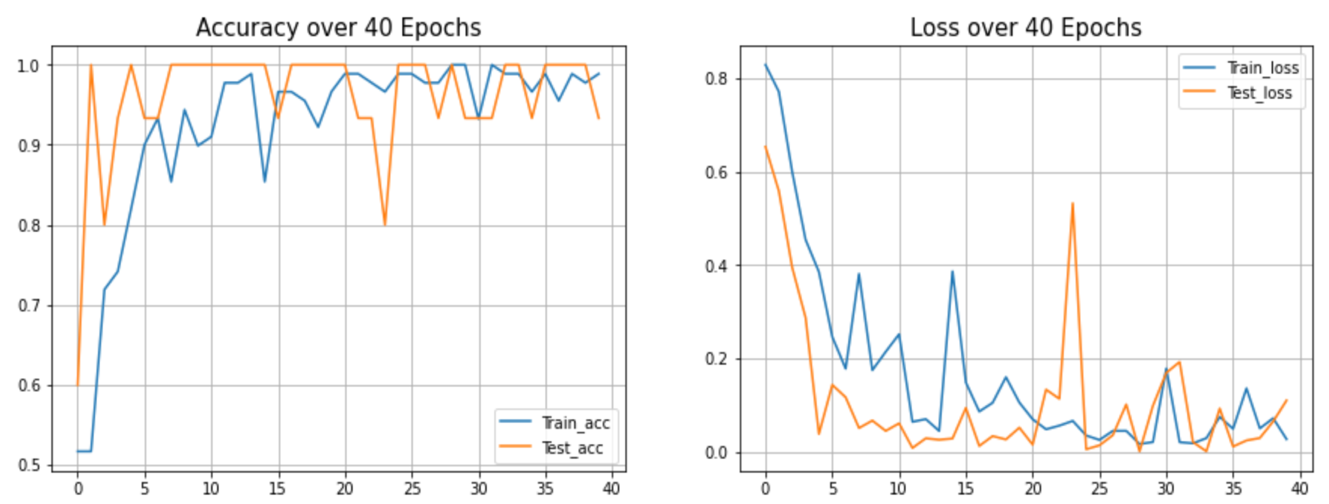 Accuracy over 40 Epochs
1.0
0.9
0.8
0.7
0.6
0.5
0 5 10 15 20 25 30 35 40
Train_acc
Test_acc
Loss over 40 Epochs
0.8
0.6
0.4
0.2
0.0
0 5 10 15 20 25 30 35 40
Train_loss
Test_loss